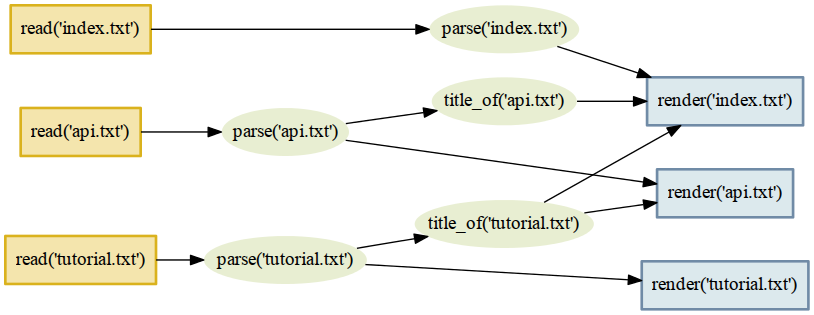 read('index.txt')
parse('index.txt')
title_of('api.txt')
render('index.txt')
read('api.txt')
parse('api.txt')
render('api.txt')
title_of('tutorial.txt')
read('tutorial.txt')
parse('tutorial.txt')
render('tutorial.txt')